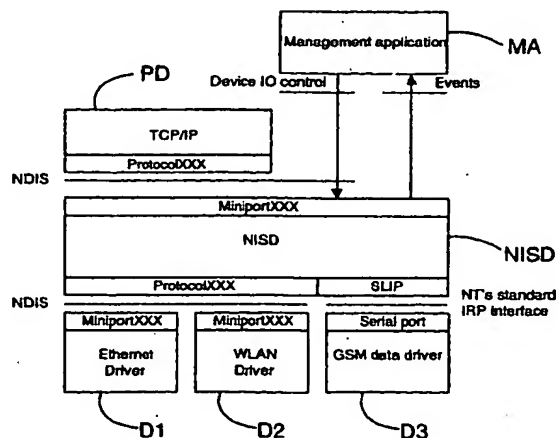 Management application
MA
PD
Device IO control
Events
TCP/IP
ProtocolXXX
NDIS
MiniportXXX
NISD
NISD
ProtocolXXX
SLIP
NDIS
NT's standard
IRP Interface
MiniportXXX
MiniportXXX
Serial port
Ethernet
Driver
WLAN
Driver
GSM data driver
D1
D2
D3